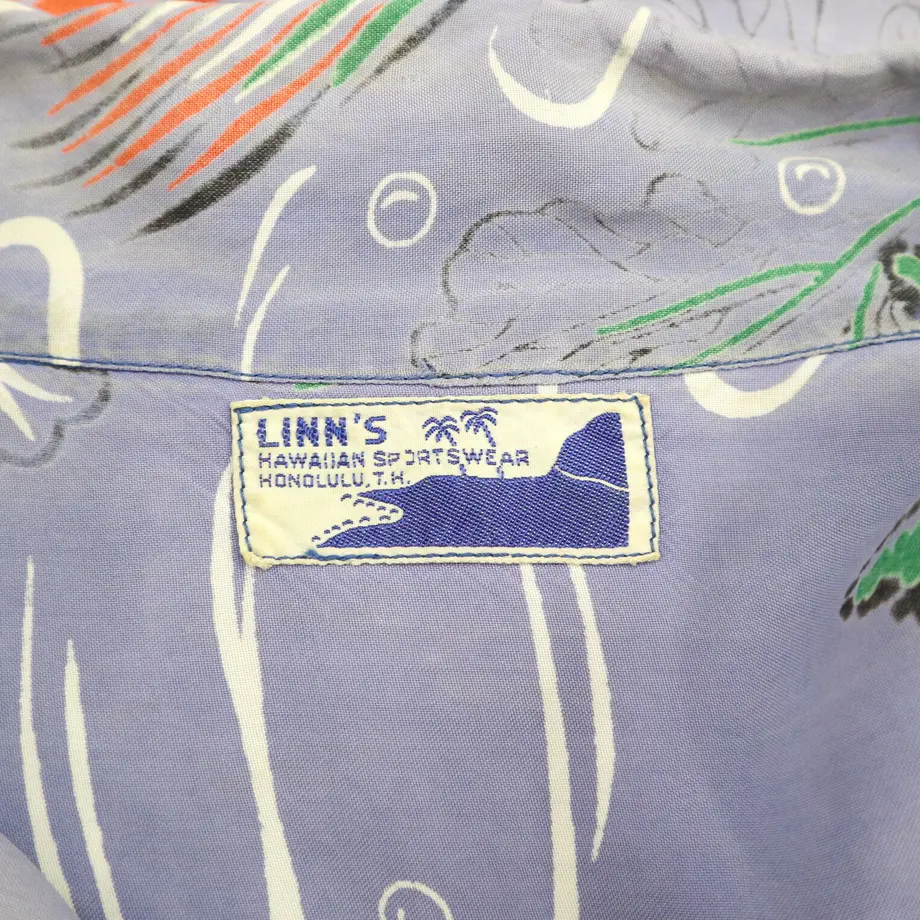 LINN'S
HAWAIIAN SPORTSWEAR
HONOLULU, T.H.